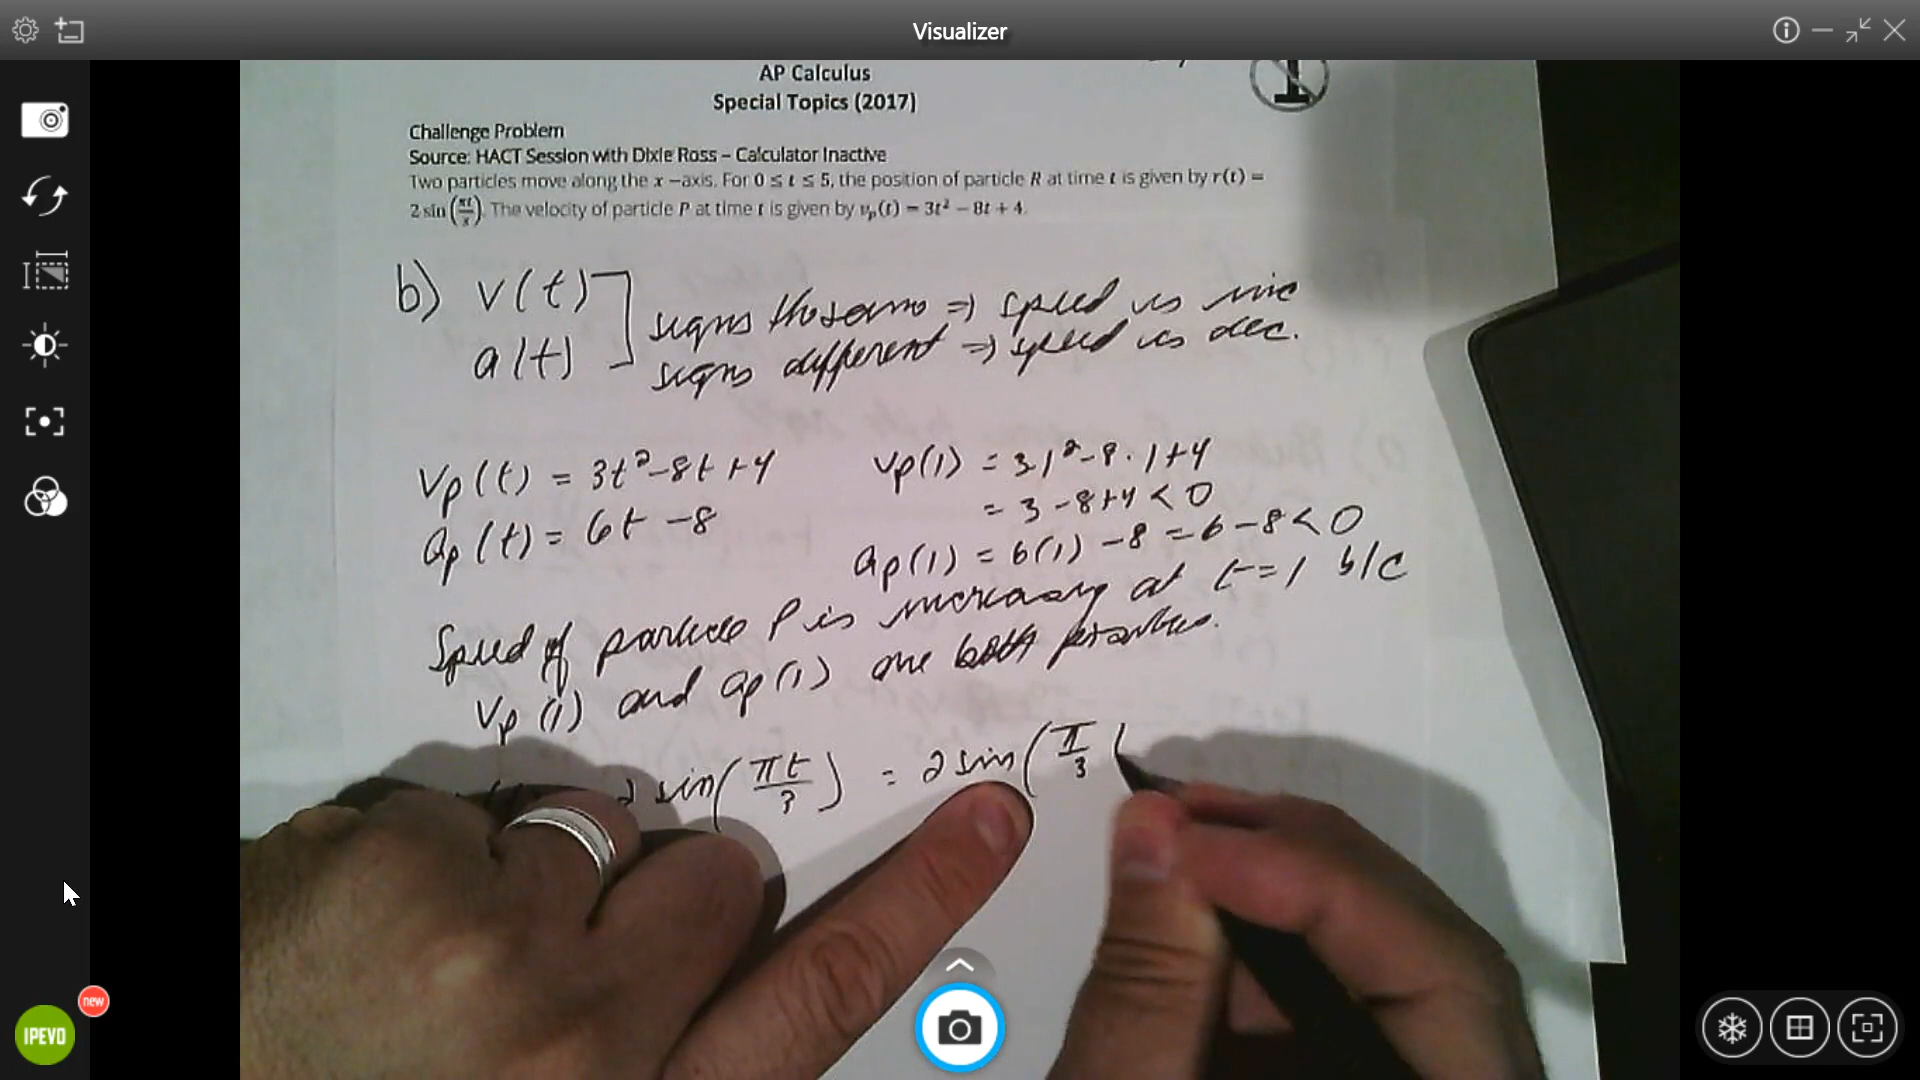 Visualizer
AP Calculus
Special Topics (2017)
Challenge Problem
Source: HACT Session with Dixie Ross – Calculator Inactive
Two particles move along the x –axis. For 0 ≤ t ≤ 5, the position of particle R at time t is given by r(t) =
2 sin (πt/3). The velocity of particle P at time t is given by vₚ(t) = 3t² – 8t + 4.
b) v(t)
a(t)
signs the same ⇒ speed is inc
signs different ⇒ speed is dec.
Vp(t) = 3t²-8t+4
ap(t) = 6t-8
Vp(1) = 3·1²-8·1+4
= 3-8+4<0
ap(1) = 6(1)-8 = 6-8<0
Speed of particle P is increasing at t=1 b/c
Vp(1) and ap(1) are both
2 sin(πt/3) = 2 sin(π/3 (
new
IPEVO